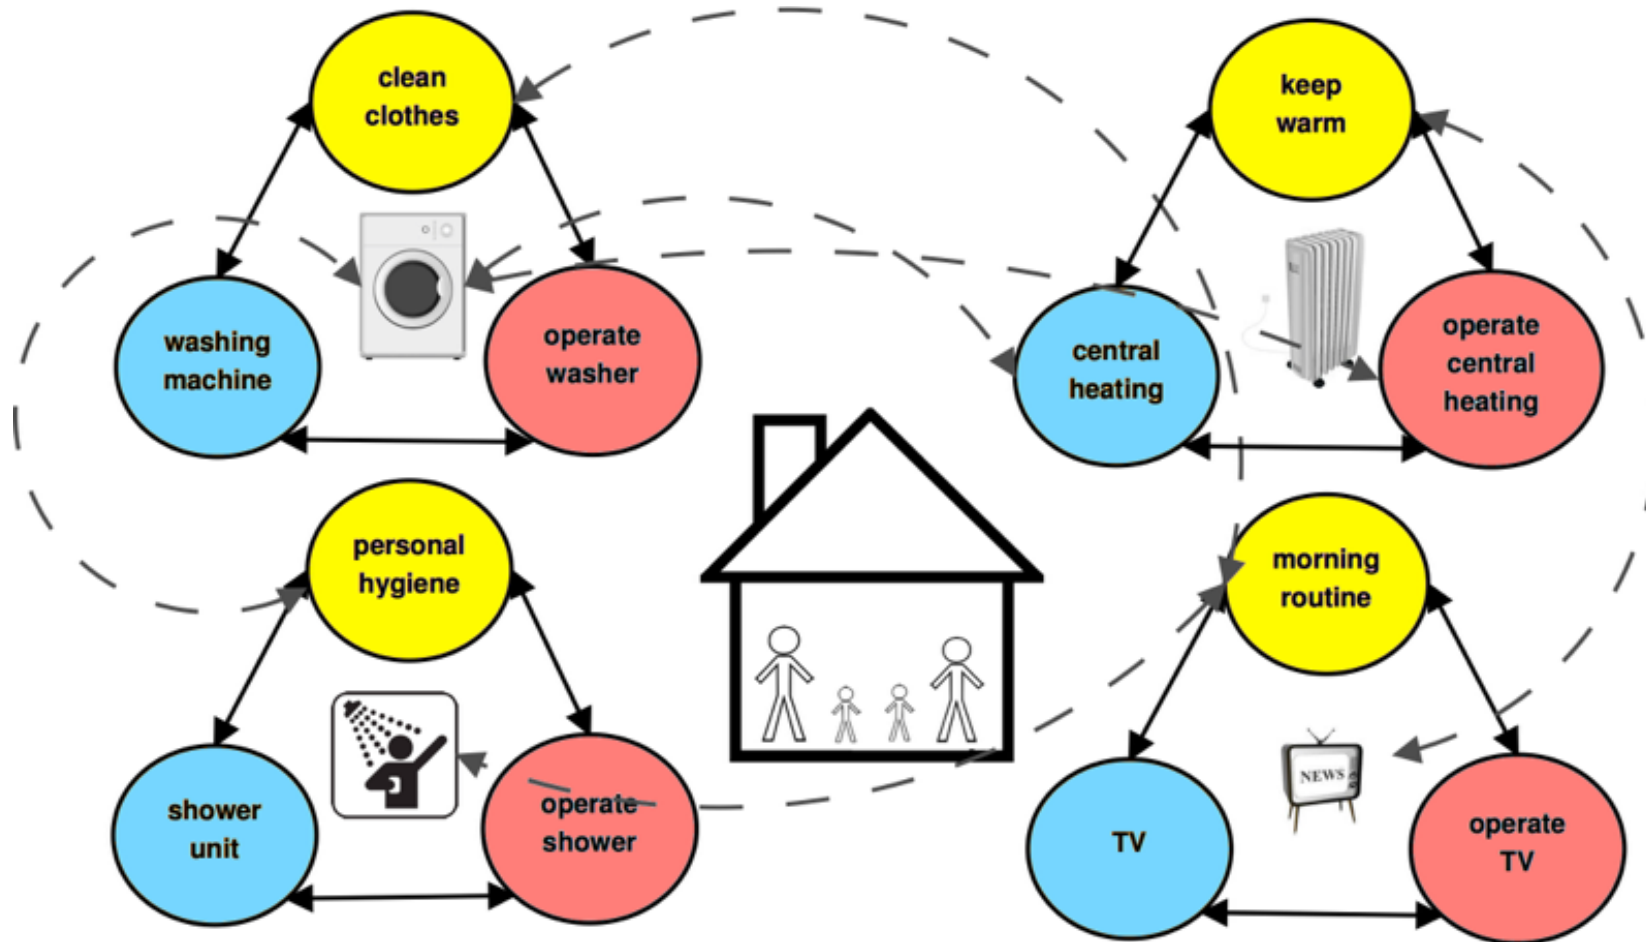 clean
clothes
keep
warm
washing
machine
operate
washer
central
heating
operate
central
heating
personal
hygiene
morning
routine
shower
unit
operate
shower
NEWS
TV
operate
TV